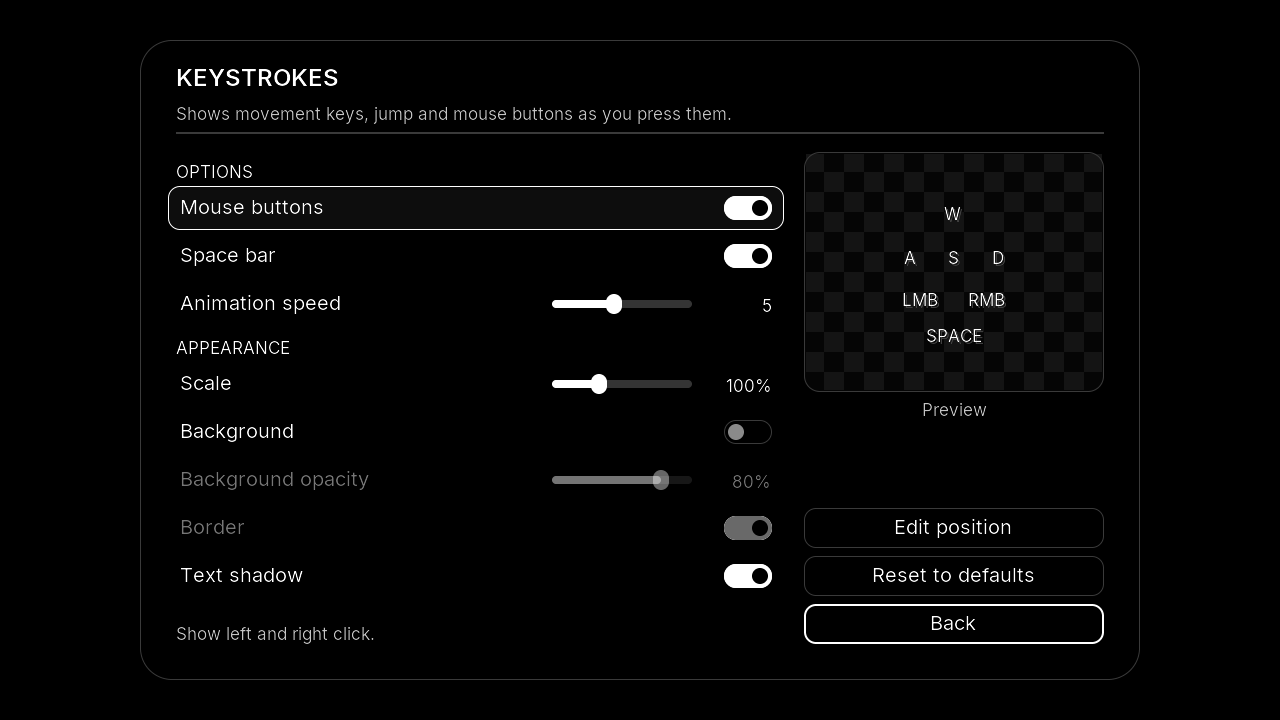 KEYSTROKES
Shows movement keys, jump and mouse buttons as you press them.
OPTIONS
Mouse buttons
Space bar
Animation speed 5
APPEARANCE
Scale 100%
Background
Background opacity 80%
Border
Text shadow
Show left and right click.
W
A S D
LMB RMB
SPACE
Preview
Edit position
Reset to defaults
Back